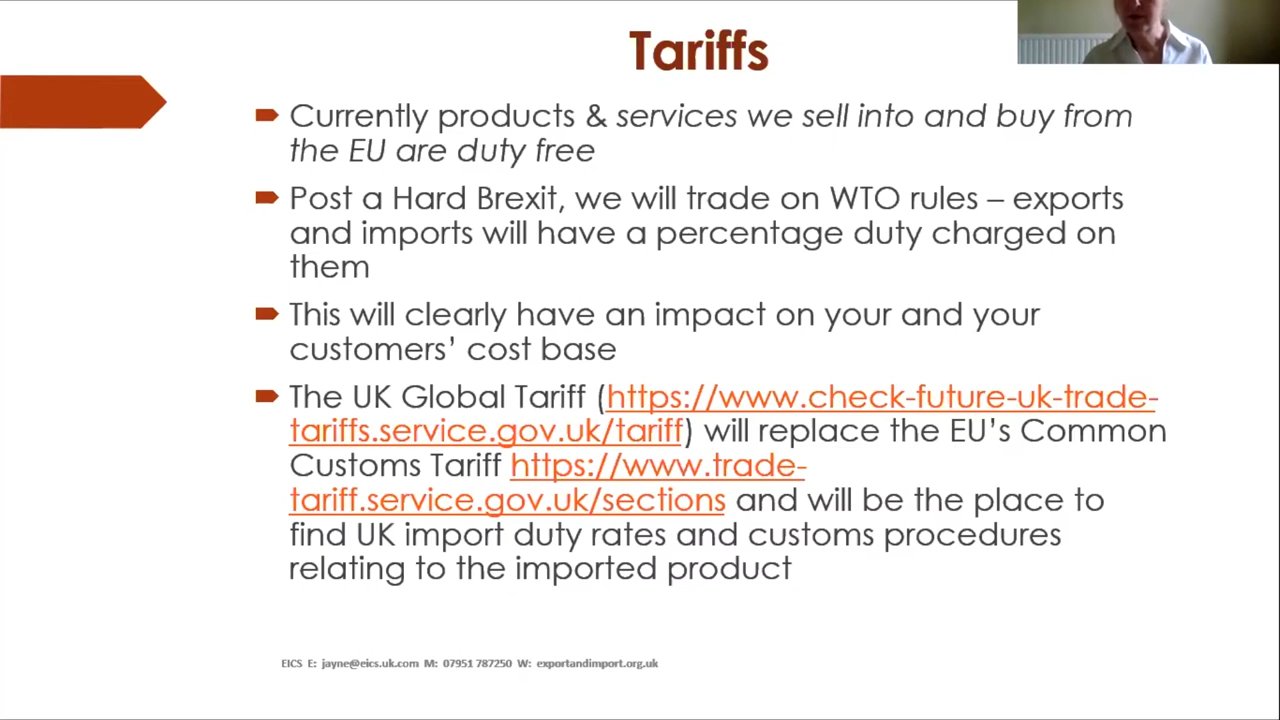 Tariffs
Currently products & services we sell into and buy from
the EU are duty free
Post a Hard Brexit, we will trade on WTO rules – exports
and imports will have a percentage duty charged on
them
This will clearly have an impact on your and your
customers’ cost base
The UK Global Tariff (https://www.check-future-uk-trade-
tariffs.service.gov.uk/tariff) will replace the EU’s Common
Customs Tariff https://www.trade-
tariff.service.gov.uk/sections and will be the place to
find UK import duty rates and customs procedures
relating to the imported product
EICS E: jayne@eics.uk.com M: 07951 787250 W: exportandimport.org.uk